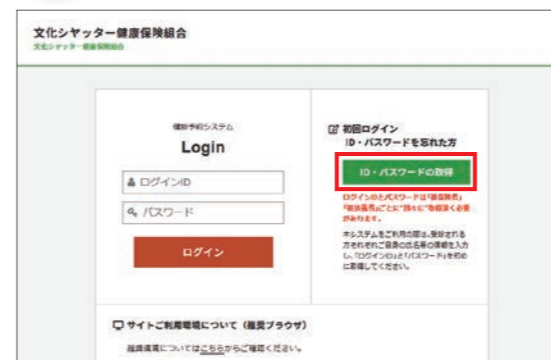 文化シヤッター健康保険組合
文化シヤッター健康保険組合
健診予約システム
Login
ログインID
パスワード
ログイン
初回ログイン
ID・パスワードを忘れた方
ID・パスワードの取得
ログインIDとパスワードは「被保険者」
「被扶養者」ごとに"別々に"取得頂く必要
があります。
本システムをご利用の際は、受診される
方それぞれご自身の氏名等の情報を入力
し、「ログインID」と「パスワード」を初め
に取得してください。
サイトご利用環境について（推奨ブラウザ）
推奨環境についてはこちらからご確認ください。